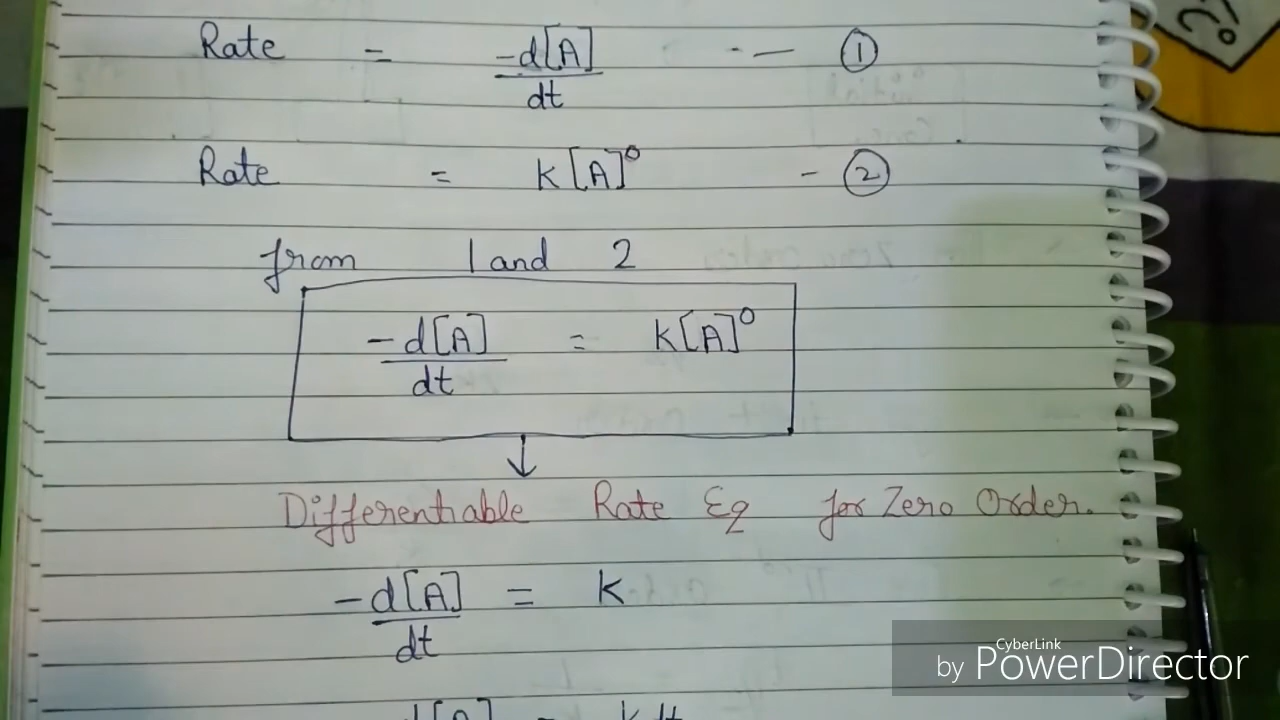 Rate = -d[A]/dt - — ①
Rate = k[A]⁰ - ②
from 1 and 2
-d[A]/dt = k[A]⁰
↓
Differentiable Rate Eq for Zero Order.
-d[A]/dt = k
CyberLink
by PowerDirector